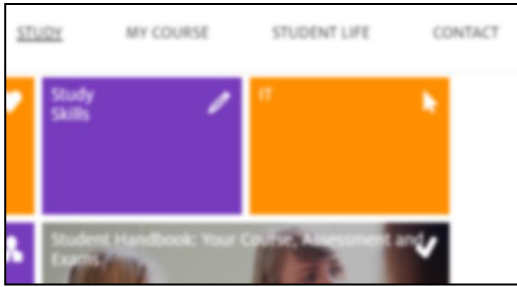 STUDY MY COURSE STUDENT LIFE CONTACT
Study
Skills
IT
Student Handbook: Your Course, Assessment and
Exams